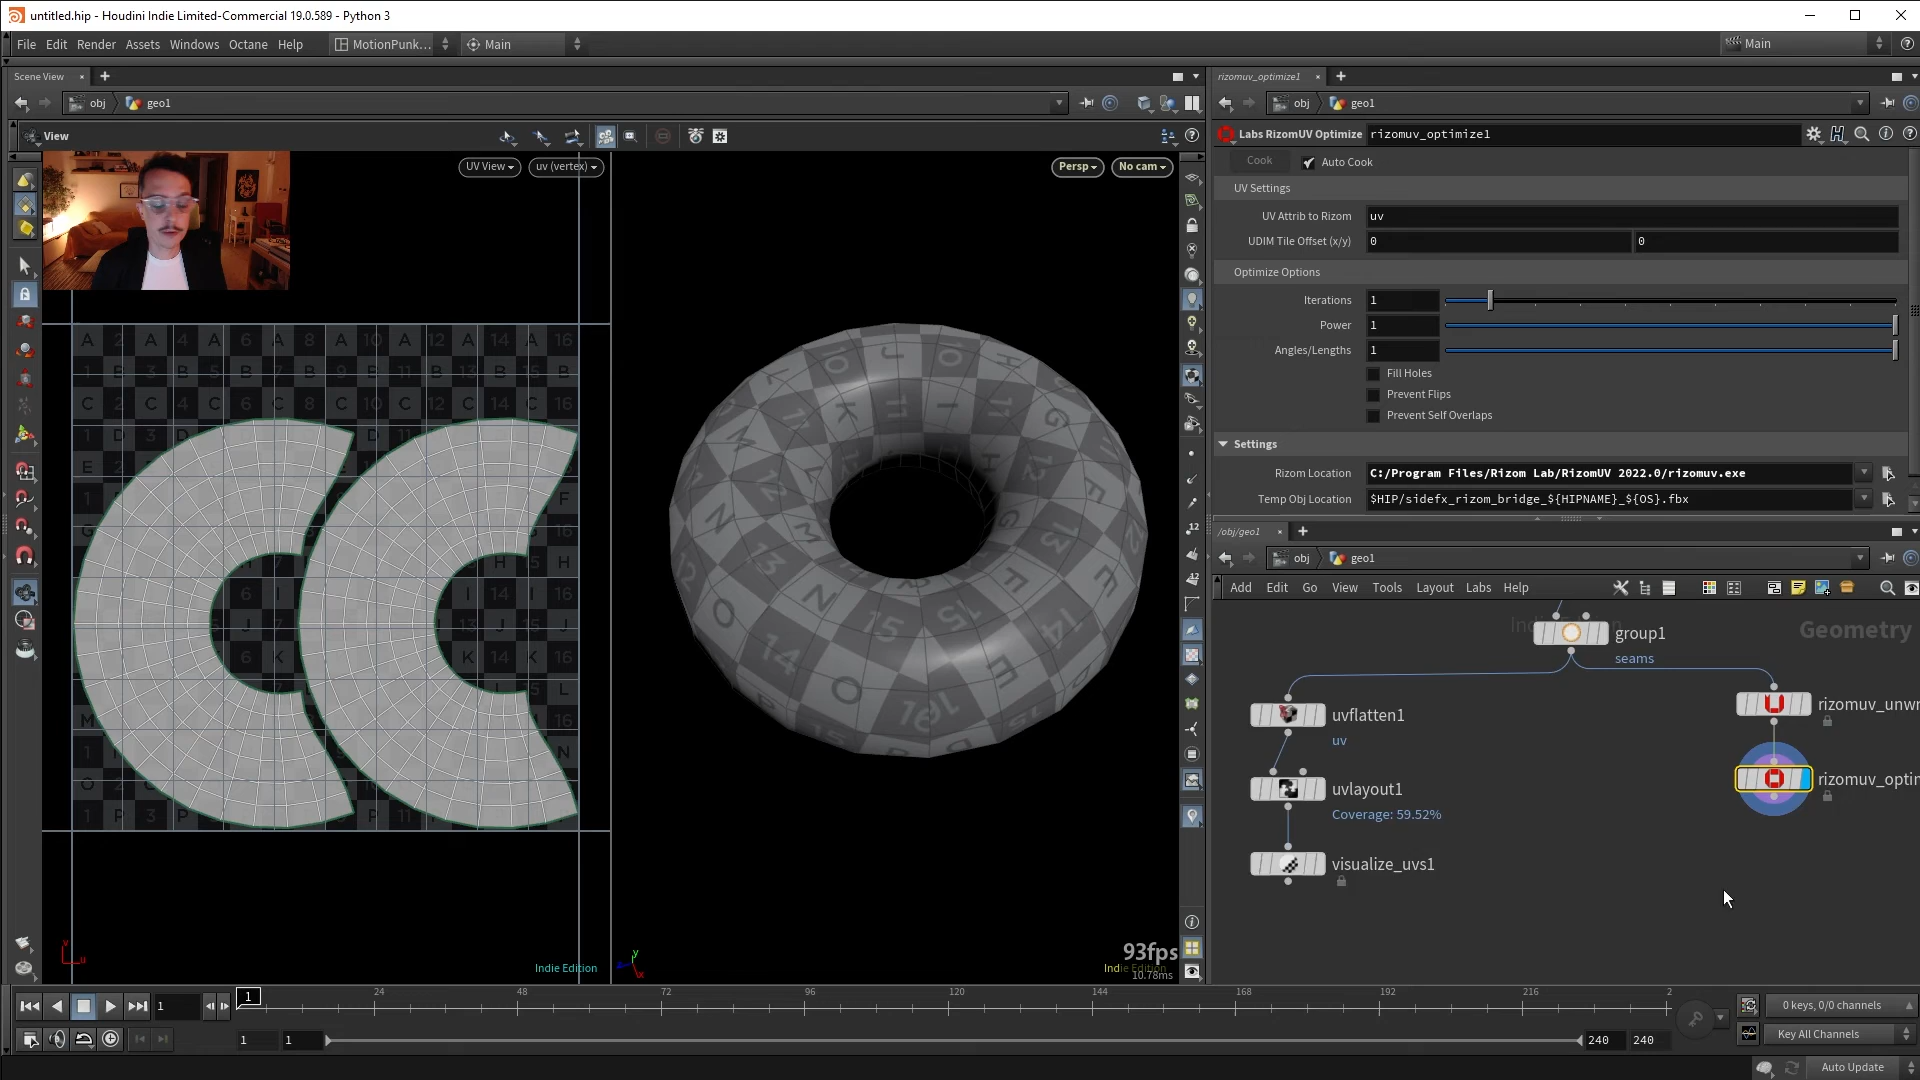 untitled.hip - Houdini Indie Limited-Commercial 19.0.589 - Python 3
File Edit Render Assets Windows Octane Help MotionPunk... Main Main
Scene View
obj geo1
View
UV View uv (vertex) Persp No cam
93fps
10.78ms
Indie Edition
Indie Edition
rizomuv_optimize1
obj geo1
Labs RizomUV Optimize rizomuv_optimize1
Cook Auto Cook
UV Settings
UV Attrib to Rizom uv
UDIM Tile Offset (x/y) 0 0
Optimize Options
Iterations 1
Power 1
Angles/Lengths 1
Fill Holes
Prevent Flips
Prevent Self Overlaps
Settings
Rizom Location C:/Program Files/Rizom Lab/RizomUV 2022.0/rizomuv.exe
Temp Obj Location $HIP/sidefx_rizom_bridge_${HIPNAME}_${OS}.fbx
/obj/geo1
obj geo1
Add Edit Go View Tools Layout Labs Help
Geometry
group1
seams
uvflatten1
uv
uvlayout1
Coverage: 59.52%
visualize_uvs1
rizomuv_unwr
rizomuv_optim
1 1 24 48 72 96 120 144 168 192 216 2
1 1 240 240
0 keys, 0/0 channels
Key All Channels
Auto Update